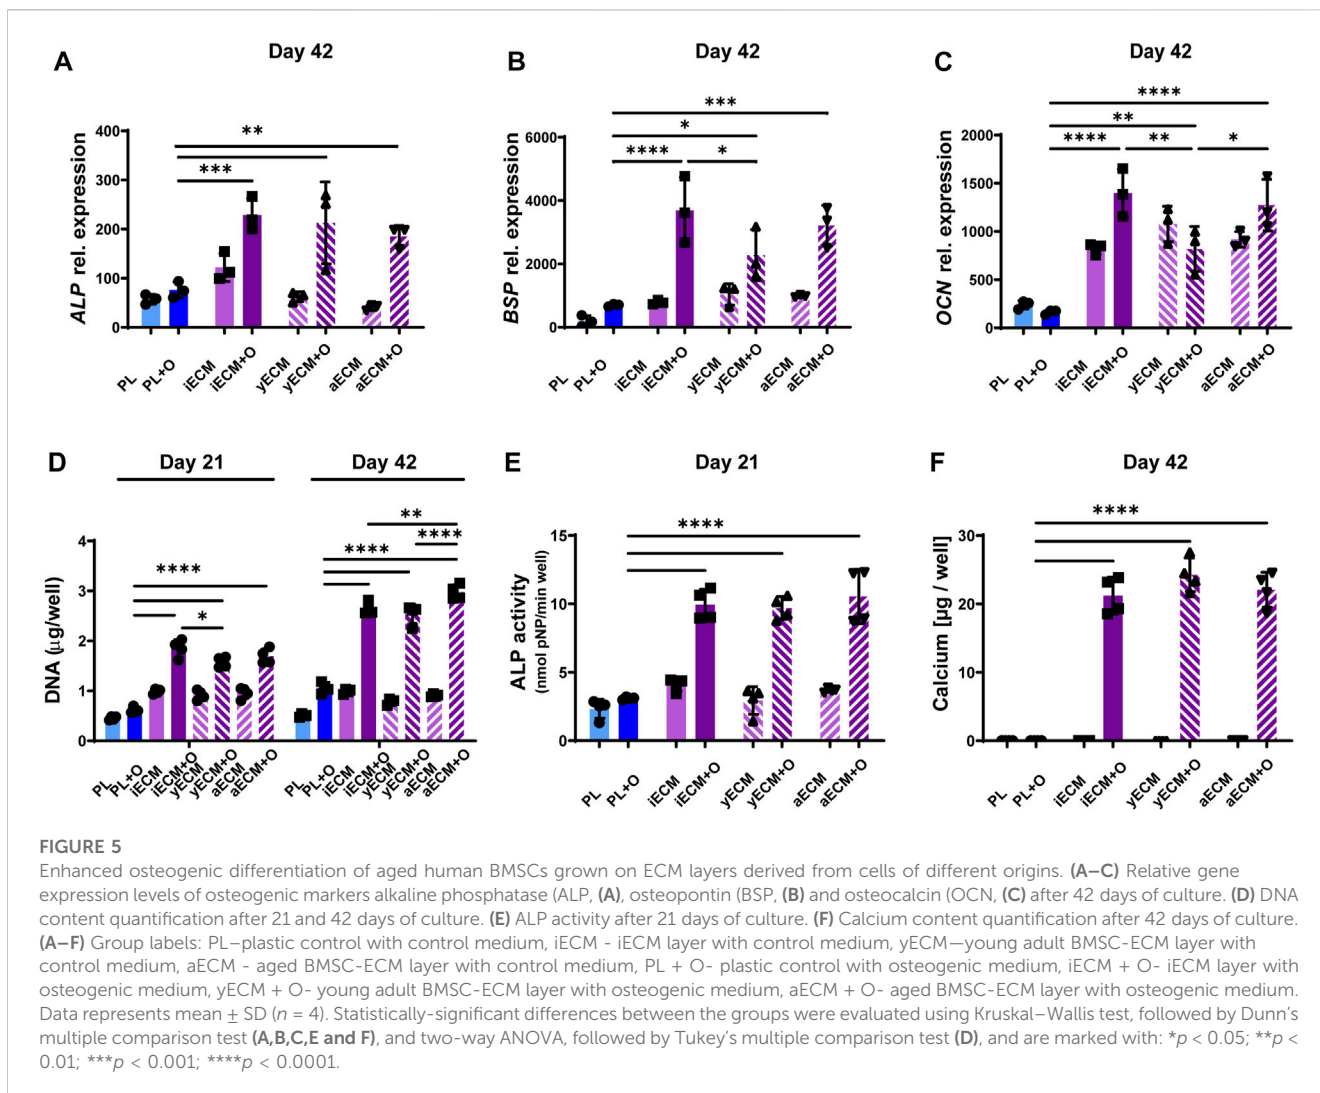 A
Day 42
ALP rel. expression
400
300
200
100
0
**
***
PL
PL+O
iECM
iECM+O
yECM
yECM+O
aECM
aECM+O
B
Day 42
BSP rel. expression
6000
4000
2000
0
***
*
**** *
PL
PL+O
iECM
iECM+O
yECM
yECM+O
aECM
aECM+O
C
Day 42
OCN rel. expression
2000
1500
1000
500
0
****
**
**** ** *
PL
PL+O
iECM
iECM+O
yECM
yECM+O
aECM
aECM+O
D
Day 21
Day 42
DNA (µg/well)
4
3
2
1
0
****
*
**
**** ****
PL
PL+O
iECM
iECM+O
yECM
yECM+O
aECM
aECM+O
PL
PL+O
iECM
iECM+O
yECM
yECM+O
aECM
aECM+O
E
Day 21
ALP activity
(nmol pNP/min well)
15
10
5
0
****
PL
PL+O
iECM
iECM+O
yECM
yECM+O
aECM
aECM+O
F
Day 42
Calcium [µg / well]
30
20
10
0
****
PL
PL+O
iECM
iECM+O
yECM
yECM+O
aECM
aECM+O
FIGURE 5
Enhanced osteogenic differentiation of aged human BMSCs grown on ECM layers derived from cells of different origins. (A–C) Relative gene
expression levels of osteogenic markers alkaline phosphatase (ALP, (A), osteopontin (BSP, (B) and osteocalcin (OCN, (C) after 42 days of culture. (D) DNA
content quantification after 21 and 42 days of culture. (E) ALP activity after 21 days of culture. (F) Calcium content quantification after 42 days of culture.
(A–F) Group labels: PL–plastic control with control medium, iECM - iECM layer with control medium, yECM—young adult BMSC-ECM layer with
control medium, aECM - aged BMSC-ECM layer with control medium, PL + O- plastic control with osteogenic medium, iECM + O- iECM layer with
osteogenic medium, yECM + O- young adult BMSC-ECM layer with osteogenic medium, aECM + O- aged BMSC-ECM layer with osteogenic medium.
Data represents mean ± SD (n = 4). Statistically-significant differences between the groups were evaluated using Kruskal–Wallis test, followed by Dunn's
multiple comparison test (A,B,C,E and F), and two-way ANOVA, followed by Tukey's multiple comparison test (D), and are marked with: *p < 0.05; **p <
0.01; ***p < 0.001; ****p < 0.0001.